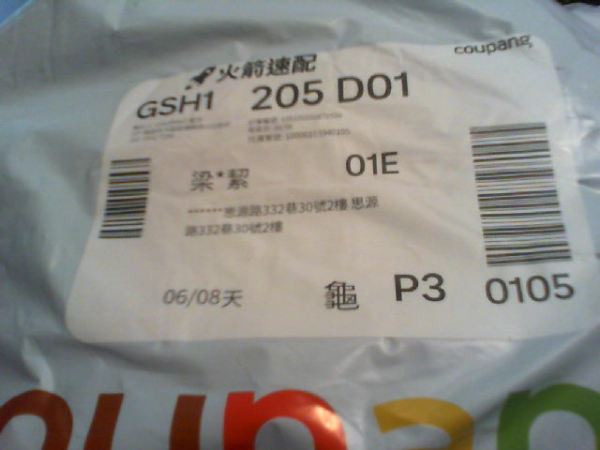 coupang
火箭速配
GSH1 205 D01
梁*絜 01E
******思源路332巷30號2樓 思源
路332巷30號2樓
06/08天 龜 P3 0105
coupang